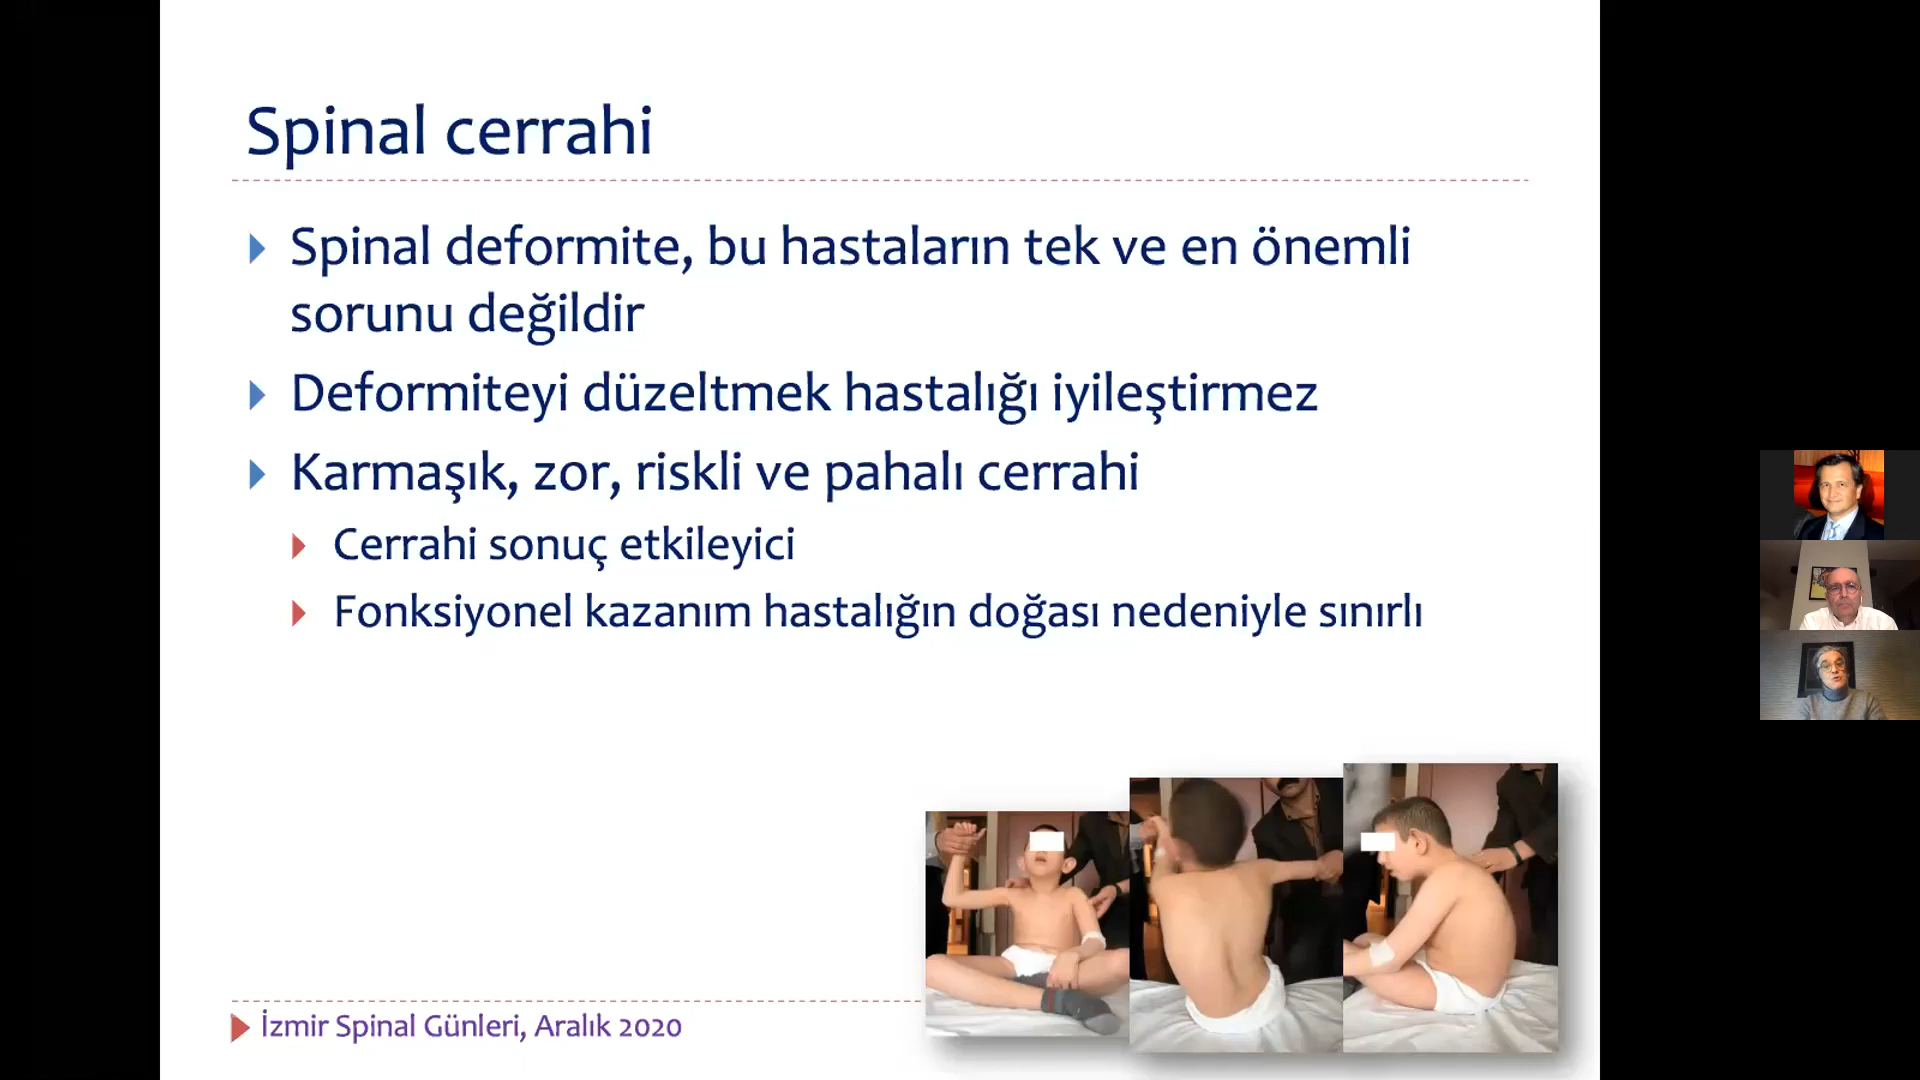 Spinal cerrahi
Spinal deformite, bu hastaların tek ve en önemli
sorunu değildir
Deformiteyi düzeltmek hastalığı iyileştirmez
Karmaşık, zor, riskli ve pahalı cerrahi
Cerrahi sonuç etkileyici
Fonksiyonel kazanım hastalığın doğası nedeniyle sınırlı
İzmir Spinal Günleri, Aralık 2020